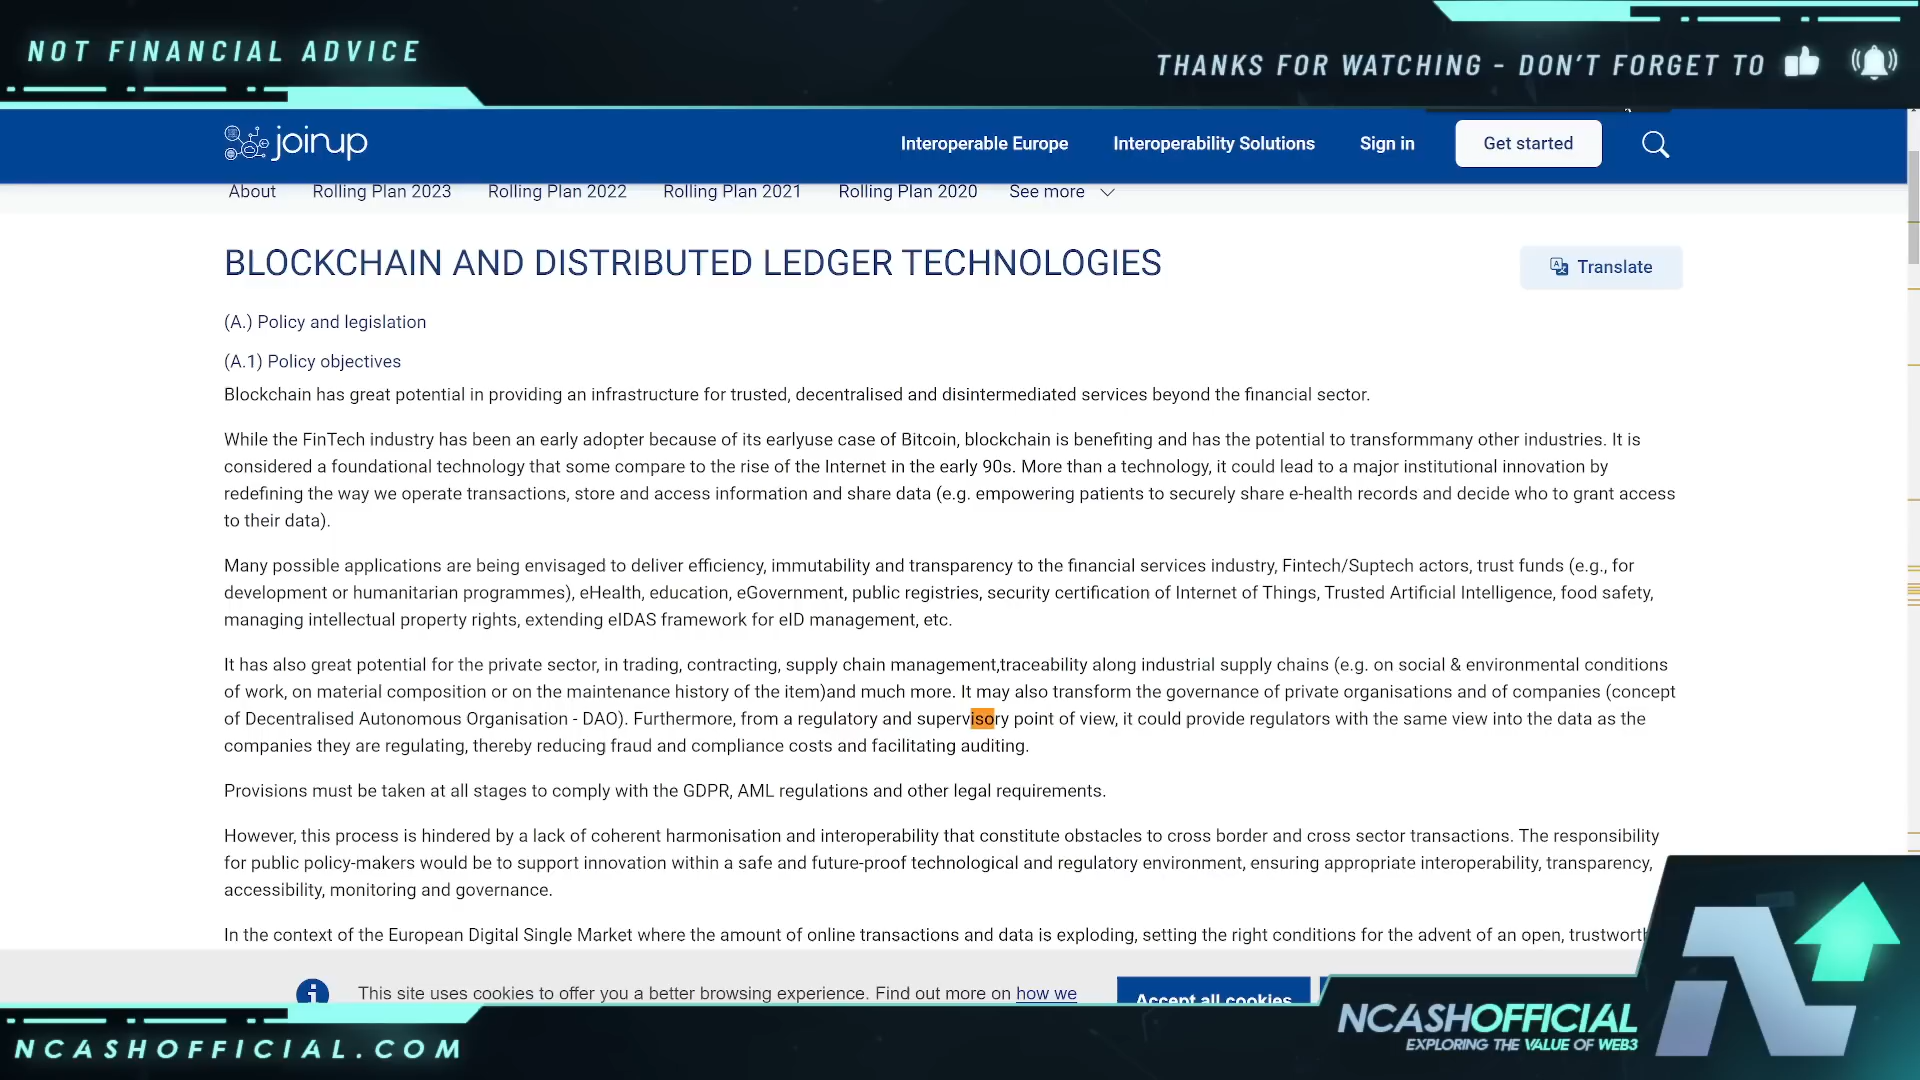 NOT FINANCIAL ADVICE
THANKS FOR WATCHING - DON'T FORGET TO
joinup
Interoperable Europe
Interoperability Solutions
Sign in
Get started
About
Rolling Plan 2023
Rolling Plan 2022
Rolling Plan 2021
Rolling Plan 2020
See more
BLOCKCHAIN AND DISTRIBUTED LEDGER TECHNOLOGIES
Translate
(A.) Policy and legislation
(A.1) Policy objectives
Blockchain has great potential in providing an infrastructure for trusted, decentralised and disintermediated services beyond the financial sector.
While the FinTech industry has been an early adopter because of its earlyuse case of Bitcoin, blockchain is benefiting and has the potential to transformmany other industries. It is
considered a foundational technology that some compare to the rise of the Internet in the early 90s. More than a technology, it could lead to a major institutional innovation by
redefining the way we operate transactions, store and access information and share data (e.g. empowering patients to securely share e-health records and decide who to grant access
to their data).
Many possible applications are being envisaged to deliver efficiency, immutability and transparency to the financial services industry, Fintech/Suptech actors, trust funds (e.g., for
development or humanitarian programmes), eHealth, education, eGovernment, public registries, security certification of Internet of Things, Trusted Artificial Intelligence, food safety,
managing intellectual property rights, extending eIDAS framework for eID management, etc.
It has also great potential for the private sector, in trading, contracting, supply chain management,traceability along industrial supply chains (e.g. on social & environmental conditions
of work, on material composition or on the maintenance history of the item)and much more. It may also transform the governance of private organisations and of companies (concept
of Decentralised Autonomous Organisation - DAO). Furthermore, from a regulatory and supervisory point of view, it could provide regulators with the same view into the data as the
companies they are regulating, thereby reducing fraud and compliance costs and facilitating auditing.
Provisions must be taken at all stages to comply with the GDPR, AML regulations and other legal requirements.
However, this process is hindered by a lack of coherent harmonisation and interoperability that constitute obstacles to cross border and cross sector transactions. The responsibility
for public policy-makers would be to support innovation within a safe and future-proof technological and regulatory environment, ensuring appropriate interoperability, transparency,
accessibility, monitoring and governance.
In the context of the European Digital Single Market where the amount of online transactions and data is exploding, setting the right conditions for the advent of an open,
This site uses cookies to offer you a better browsing experience. Find out more on how we
Accept all cookies
NCASHOFFICIAL
EXPLORING THE VALUE OF WEB3
NCASHOFFICIAL.COM